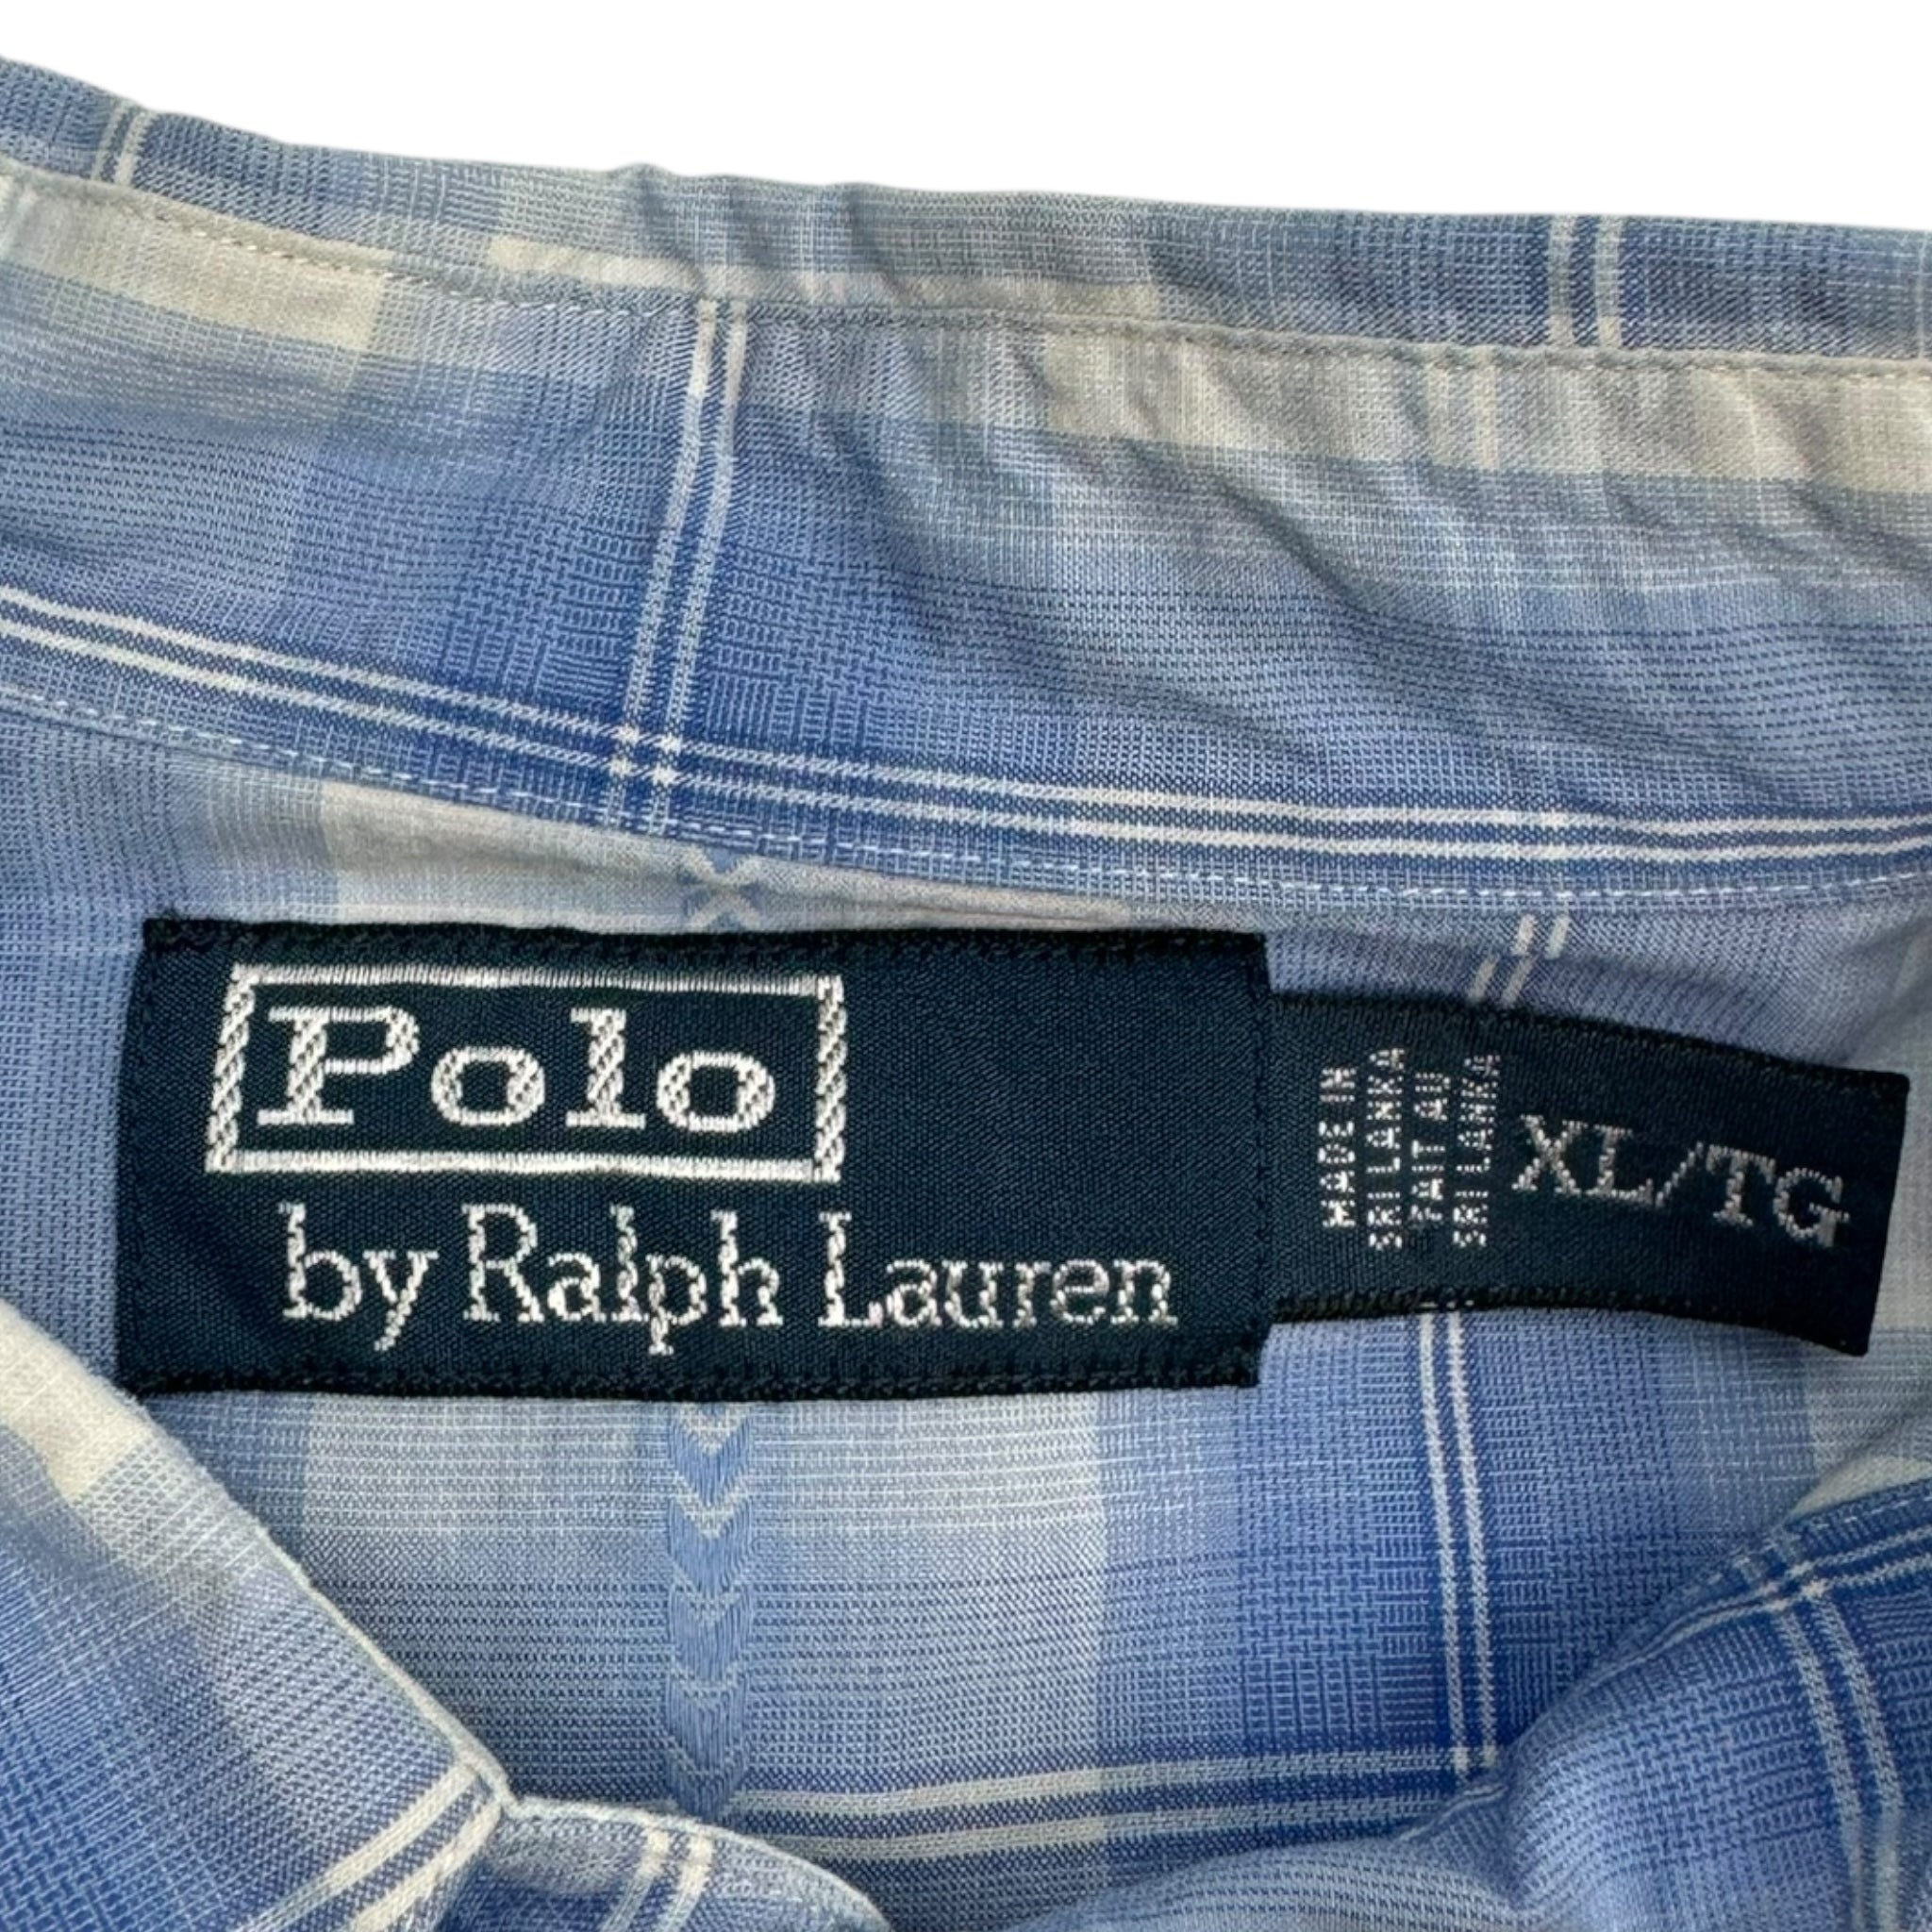 Polo
by Ralph Lauren
MADE IN
SRI LANKA
FAIT AU
SRI LANKA
XL/TG